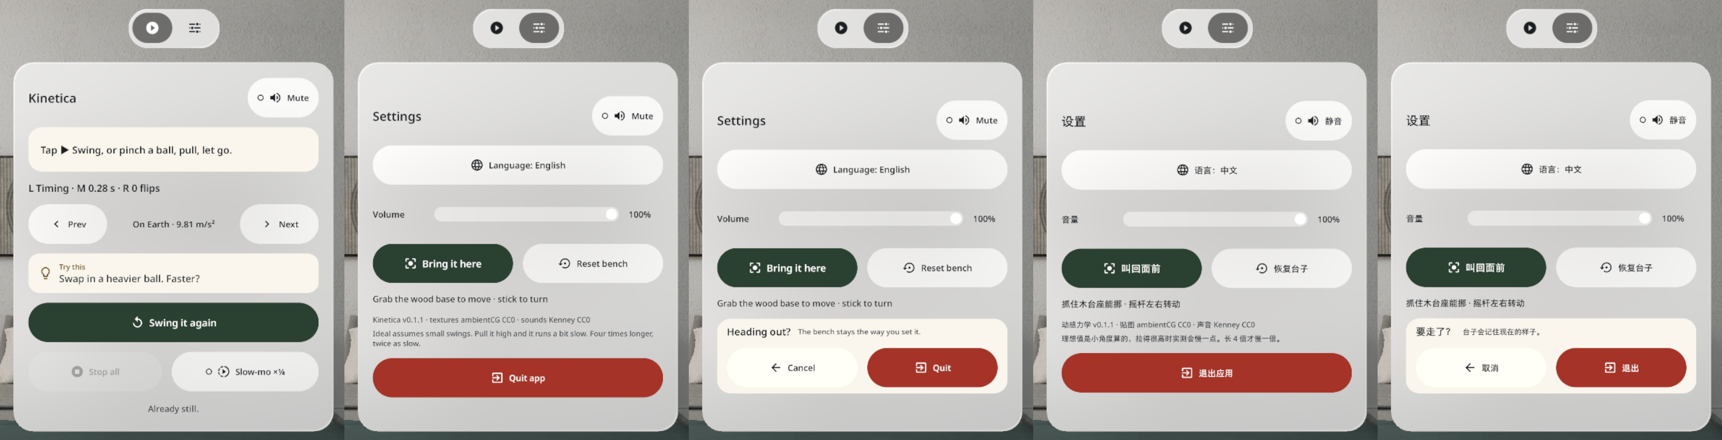 Kinetica
Mute
Tap ▶ Swing, or pinch a ball, pull, let go.
L Timing · M 0.28 s · R 0 flips
Prev
On Earth · 9.81 m/s²
Next
Try this
Swap in a heavier ball. Faster?
Swing it again
Stop all
Slow-mo ×¼
Already still.
Settings
Mute
Language: English
Volume
100%
Bring it here
Reset bench
Grab the wood base to move · stick to turn
Kinetica v0.1.1 · textures ambientCG CC0 · sounds Kenney CC0
Ideal assumes small swings. Pull it high and it runs a bit slow. Four times longer,
twice as slow.
Quit app
Settings
Mute
Language: English
Volume
100%
Bring it here
Reset bench
Grab the wood base to move · stick to turn
Heading out? The bench stays the way you set it.
Cancel
Quit
设置
静音
语言：中文
音量
100%
叫回面前
恢复台子
抓住木台座能挪 · 摇杆左右转动
动感力学 v0.1.1 · 贴图 ambientCG CC0 · 声音 Kenney CC0
理想值是小角度算的，拉得很高时实测会慢一点。长 4 倍才慢一倍。
退出应用
设置
静音
语言：中文
音量
100%
叫回面前
恢复台子
抓住木台座能挪 · 摇杆左右转动
要走了？ 台子会记住现在的样子。
取消
退出